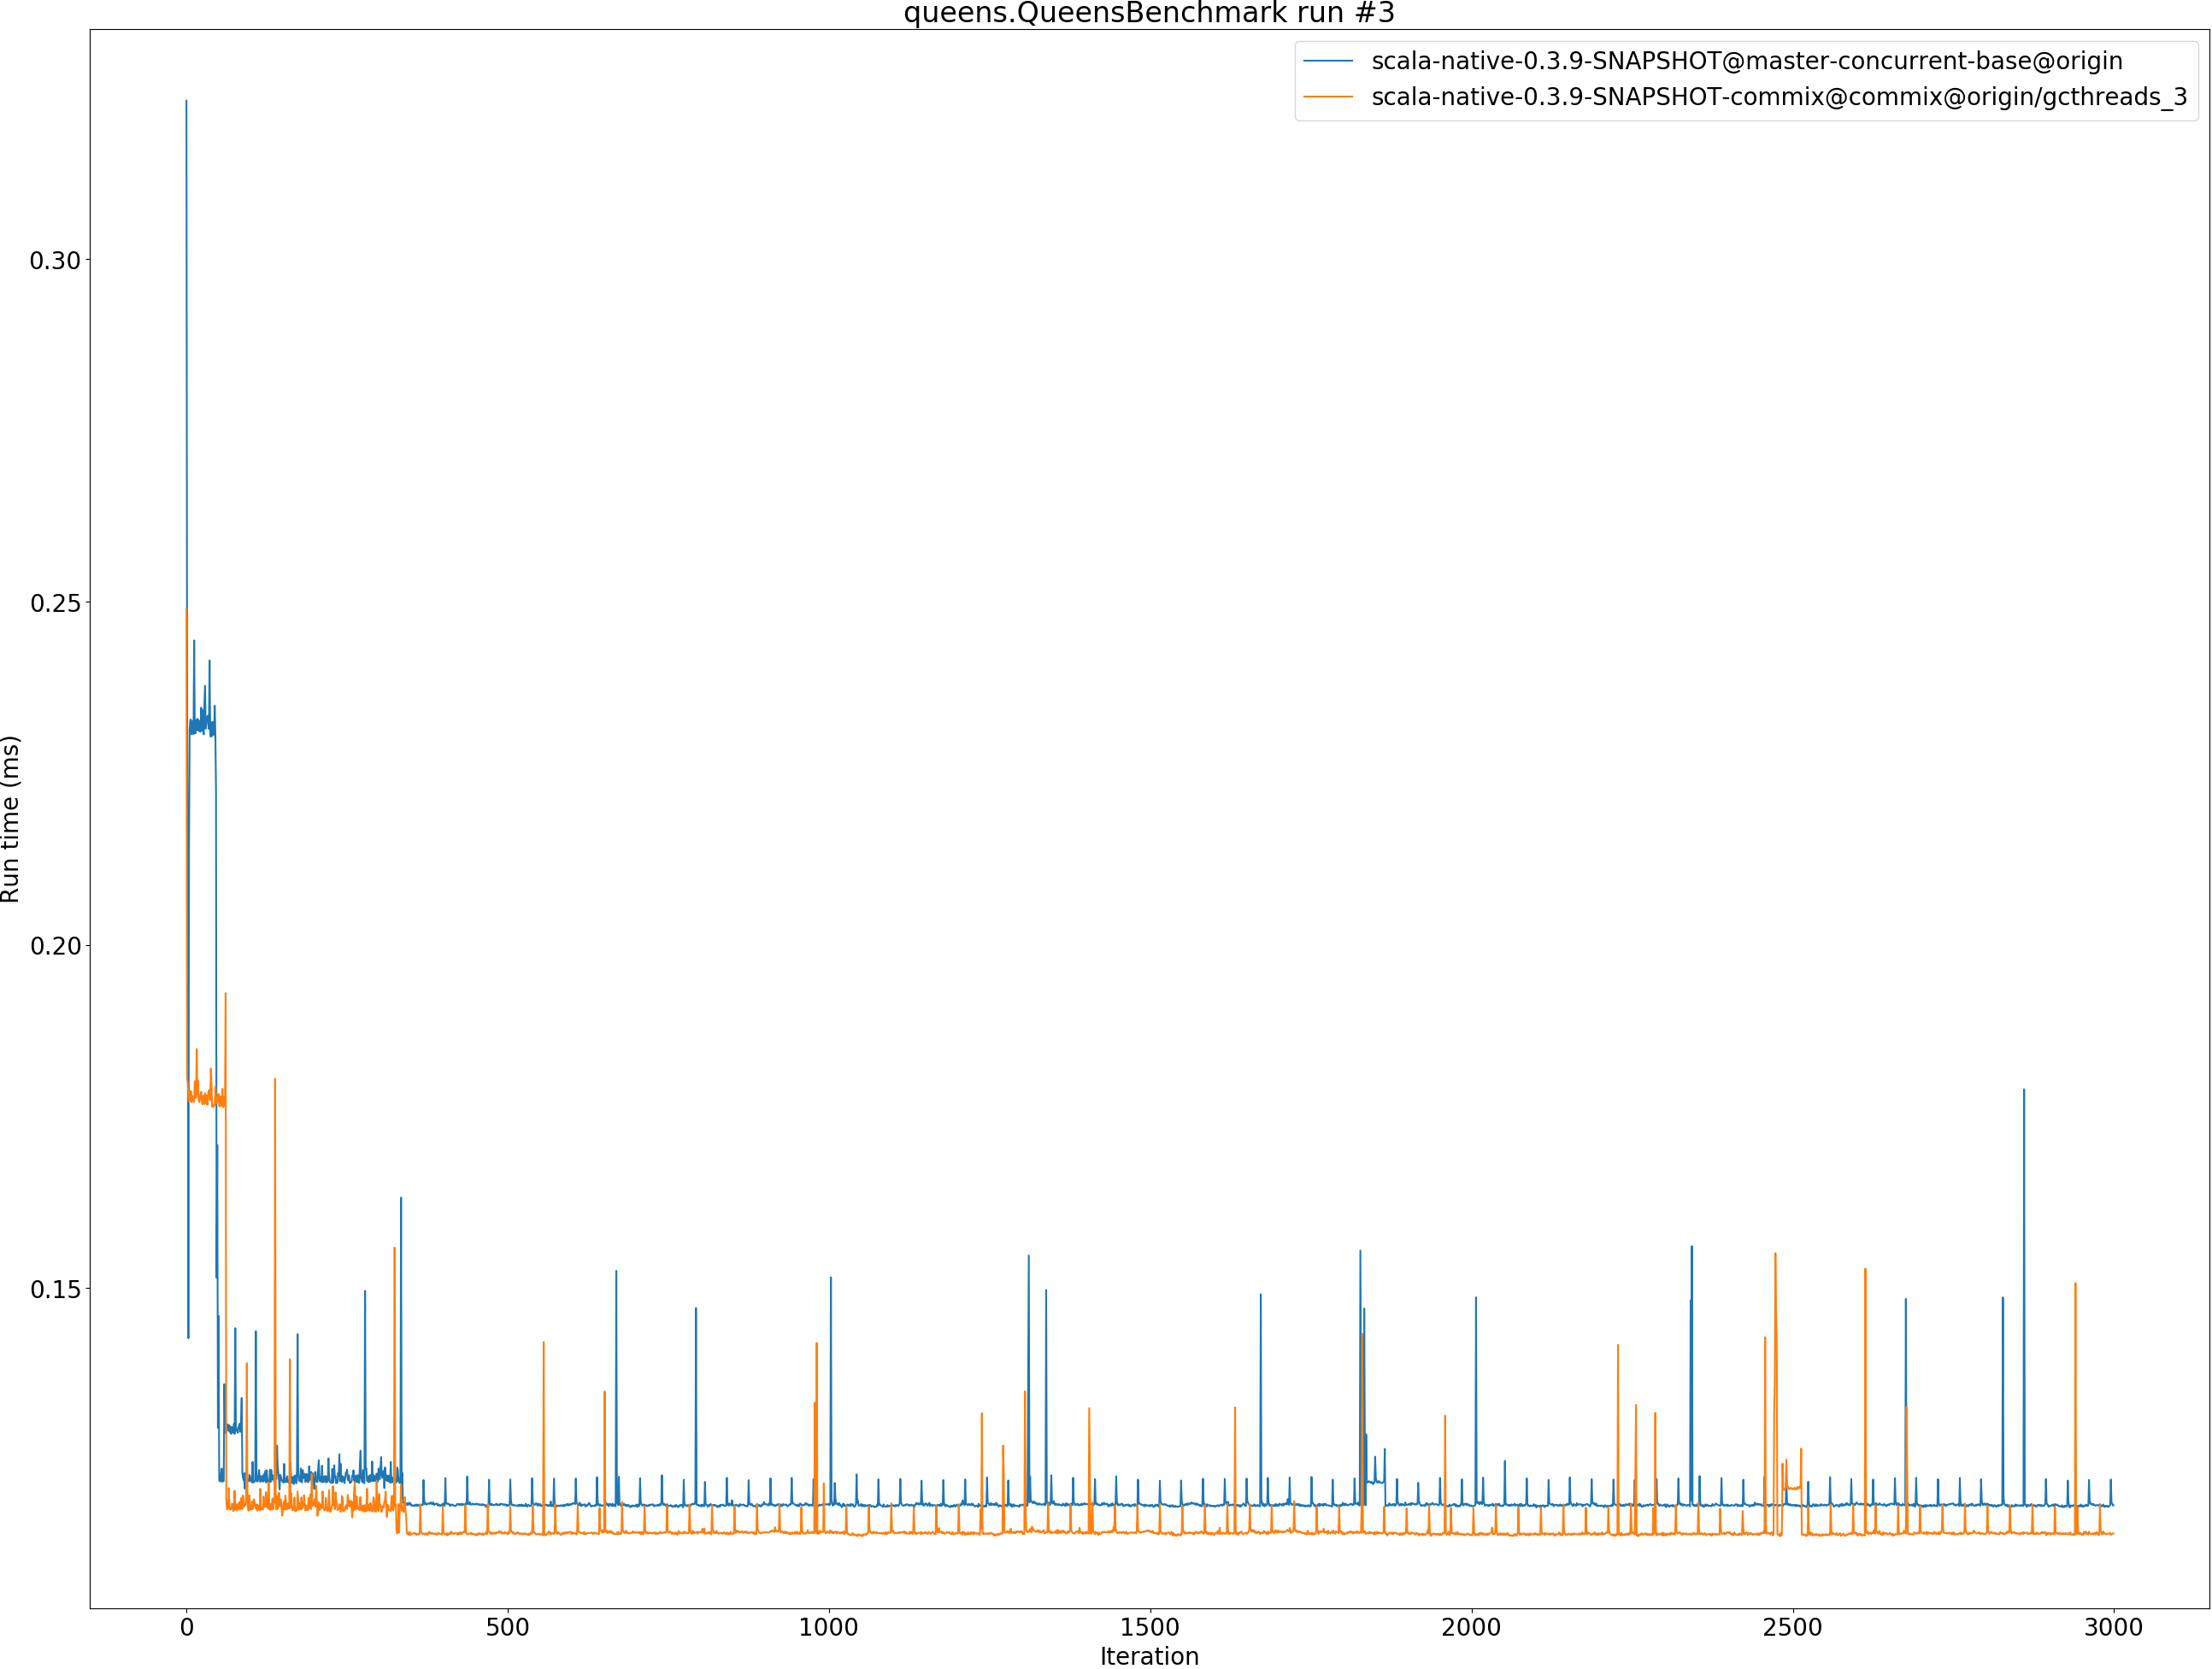 queens.QueensBenchmark run #3
scala-native-0.3.9-SNAPSHOT@master-concurrent-base@origin
scala-native-0.3.9-SNAPSHOT-commix@commix@origin/gcthreads_3
Run time (ms)
0.30
0.25
0.20
0.15
0
500
1000
1500
2000
2500
3000
Iteration